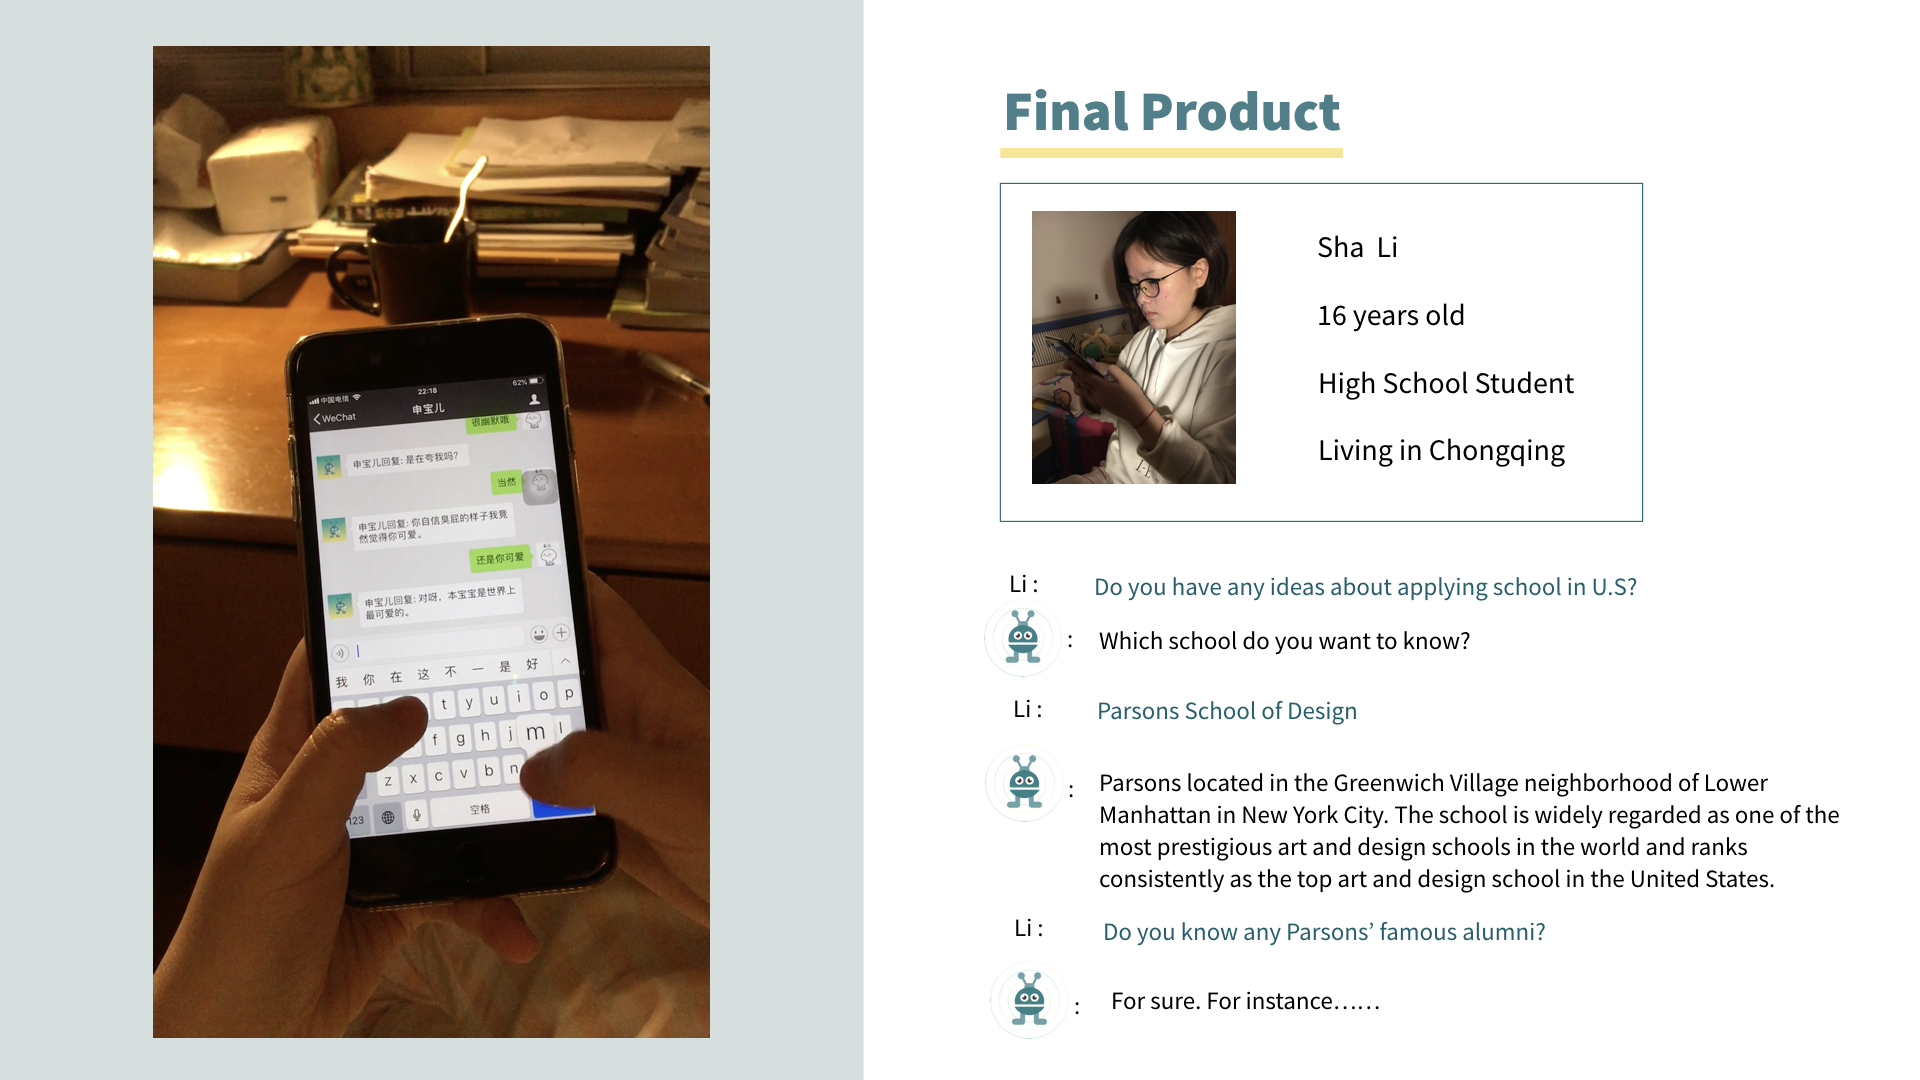 中国电信
22:18
62%
WeChat
申宝儿
很幽默哦
申宝儿回复: 是在夸我吗?
当然
申宝儿回复: 你自信臭屁的样子我竟
然觉得你可爱。
还是你可爱
申宝儿回复: 对呀，本宝宝是世界上
最可爱的。
我 你 在 这 不 一 是 好
t y u i o p
f g h j m l
z x c v b n
123 空格
Final Product
Sha Li
16 years old
High School Student
Living in Chongqing
Li : Do you have any ideas about applying school in U.S?
: Which school do you want to know?
Li : Parsons School of Design
: Parsons located in the Greenwich Village neighborhood of Lower
Manhattan in New York City. The school is widely regarded as one of the
most prestigious art and design schools in the world and ranks
consistently as the top art and design school in the United States.
Li : Do you know any Parsons’ famous alumni?
: For sure. For instance……